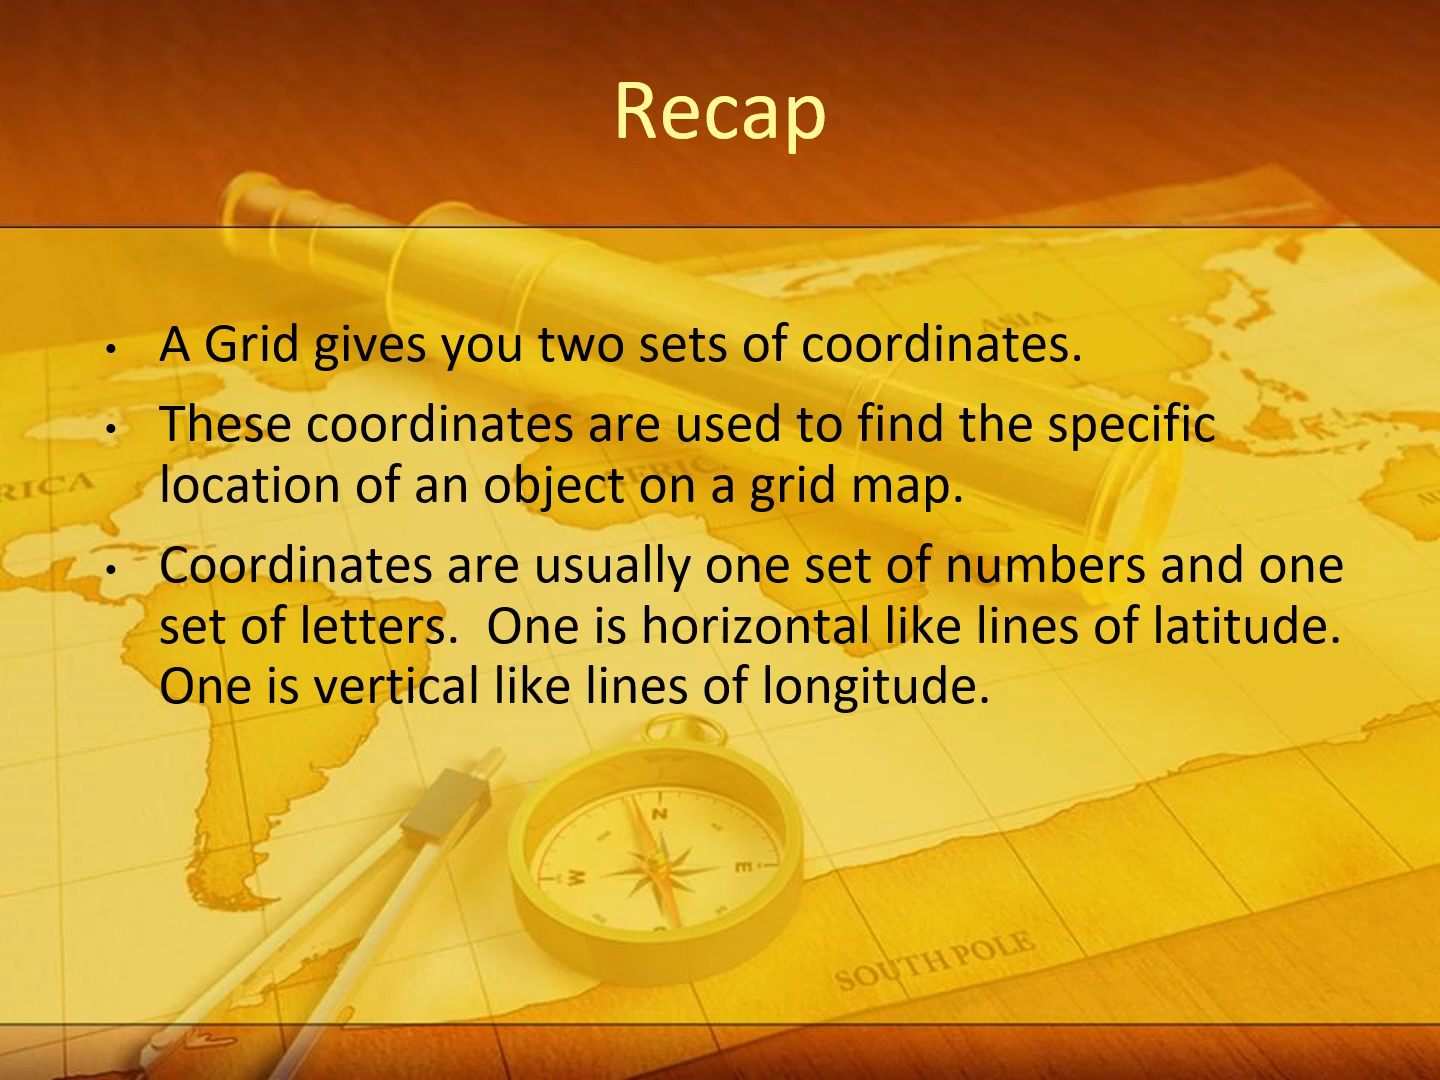 Recap
• A Grid gives you two sets of coordinates.
• These coordinates are used to find the specific
location of an object on a grid map.
• Coordinates are usually one set of numbers and one
set of letters.  One is horizontal like lines of latitude.
One is vertical like lines of longitude.
ASIA
RICA
N
E
W
SOUTH POLE